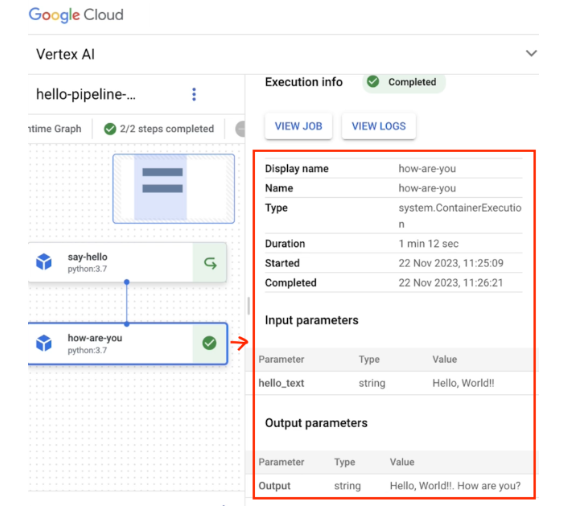 Google Cloud
Vertex AI
hello-pipeline-...
Execution info Completed
ntime Graph 2/2 steps completed
VIEW JOB VIEW LOGS
Display name how-are-you
Name how-are-you
Type system.ContainerExecutio
n
Duration 1 min 12 sec
Started 22 Nov 2023, 11:25:09
Completed 22 Nov 2023, 11:26:21
say-hello
python:3.7
how-are-you
python:3.7
Input parameters
Parameter Type Value
hello_text string Hello, World!!
Output parameters
Parameter Type Value
Output string Hello, World!!. How are you?